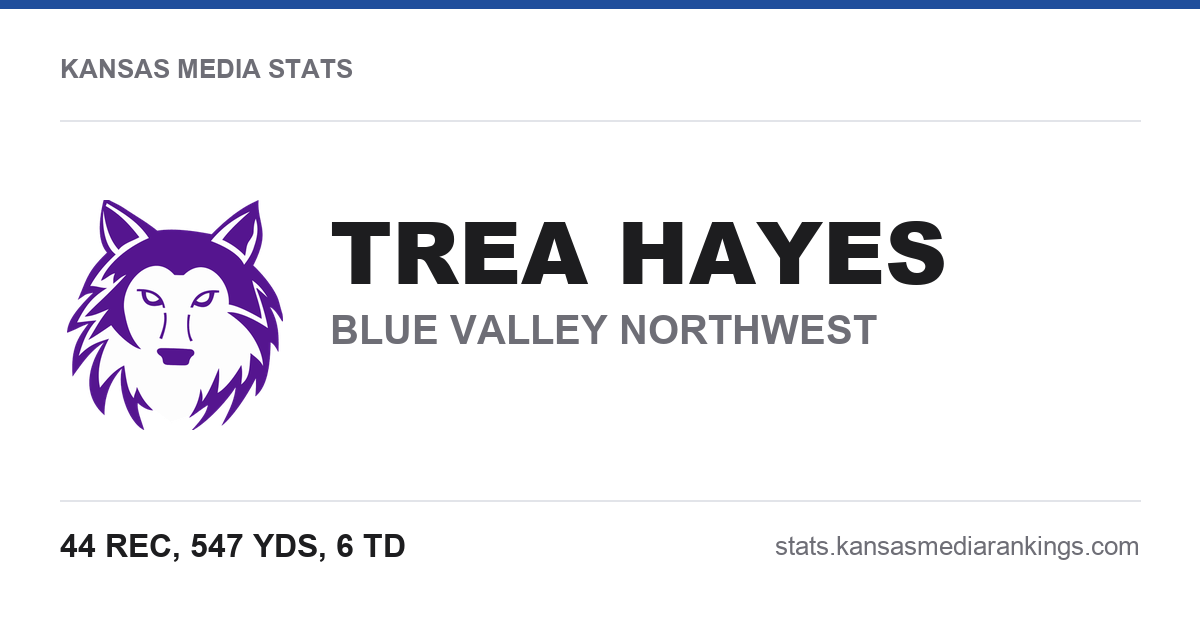 KANSAS MEDIA STATS
TREA HAYES
BLUE VALLEY NORTHWEST
44 REC, 547 YDS, 6 TD
stats.kansasmediarankings.com